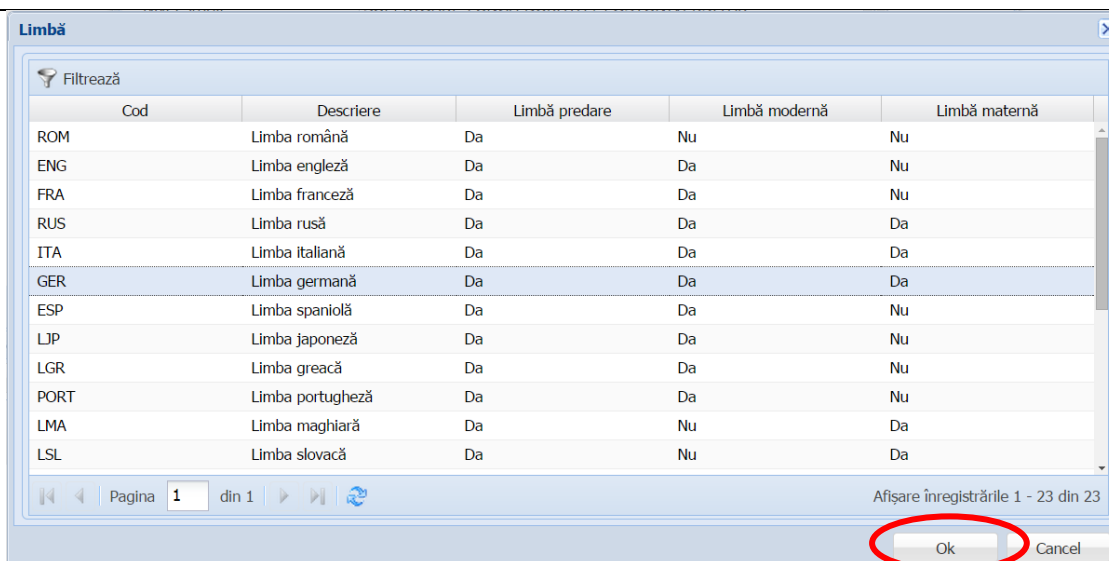 Limbă
Filtrează
Cod Descriere Limbă predare Limbă modernă Limbă maternă
ROM Limba română Da Nu Nu
ENG Limba engleză Da Da Nu
FRA Limba franceză Da Da Nu
RUS Limba rusă Da Da Da
ITA Limba italiană Da Da Da
GER Limba germană Da Da Da
ESP Limba spaniolă Da Da Nu
LJP Limba japoneză Da Da Nu
LGR Limba greacă Da Da Nu
PORT Limba portugheză Da Da Nu
LMA Limba maghiară Da Nu Da
LSL Limba slovacă Da Nu Da
Pagina 1 din 1 Afișare înregistrările 1 - 23 din 23
Ok Cancel